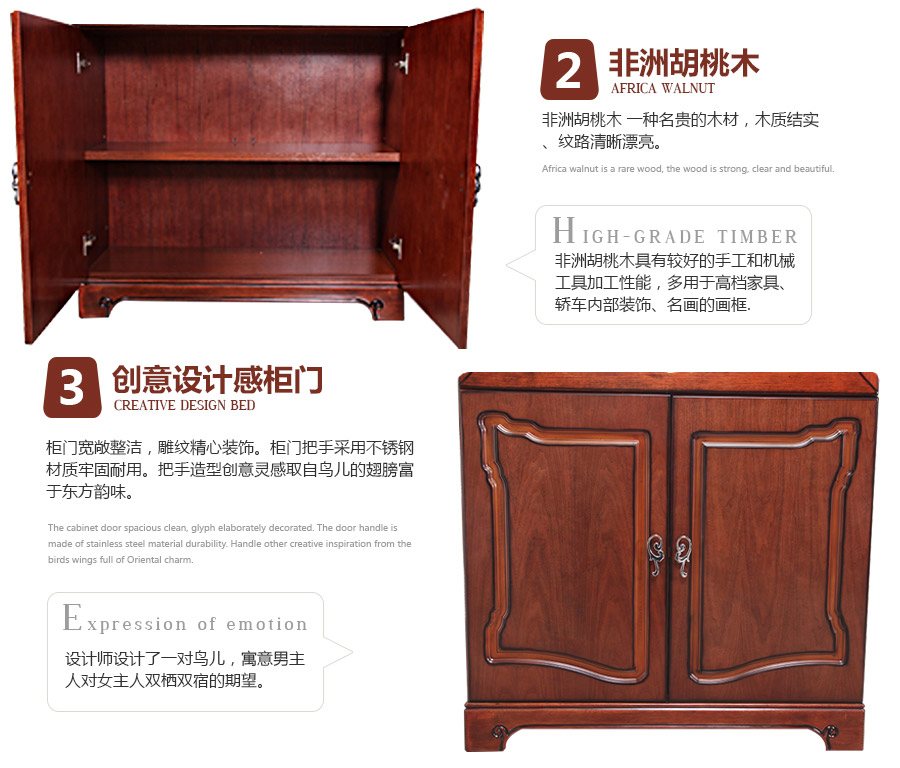 2
非洲胡桃木
AFRICA WALNUT
非洲胡桃木 一种名贵的木材，木质结实
、纹路清晰漂亮。
Africa walnut is a rare wood, the wood is strong, clear and beautiful.
HIGH-GRADE TIMBER
非洲胡桃木具有较好的手工和机械
工具加工性能，多用于高档家具、
轿车内部装饰、名画的画框.
3
创意设计感柜门
CREATIVE DESIGN BED
柜门宽敞整洁，雕纹精心装饰。柜门把手采用不锈钢
材质牢固耐用。把手造型创意灵感取自鸟儿的翅膀富
于东方韵味。
The cabinet door spacious clean, glyph elaborately decorated. The door handle is
made of stainless steel material durability. Handle other creative inspiration from the
birds wings full of Oriental charm.
Expression of emotion
设计师设计了一对鸟儿，寓意男主
人对女主人双栖双宿的期望。